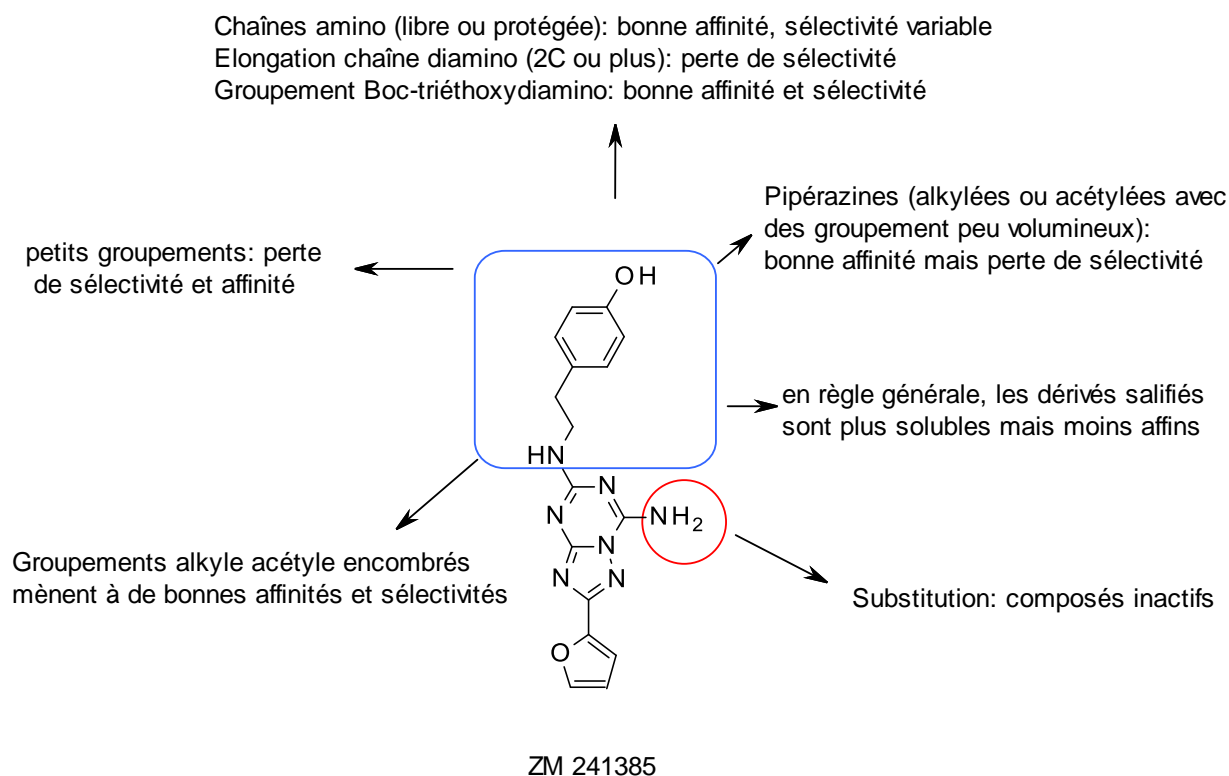 Chaînes amino (libre ou protégée): bonne affinité, sélectivité variable
Elongation chaîne diamino (2C ou plus): perte de sélectivité
Groupement Boc-triéthoxydiamino: bonne affinité et sélectivité
Pipérazines (alkylées ou acétylées avec
des groupement peu volumineux):
bonne affinité mais perte de sélectivité
petits groupements: perte
de sélectivité et affinité
OH
en règle générale, les dérivés salifiés
sont plus solubles mais moins affins
HN
N
N
NH2
N
N
N
N
Groupements alkyle acétyle encombrés
mènent à de bonnes affinités et sélectivités
Substitution: composés inactifs
O
ZM 241385